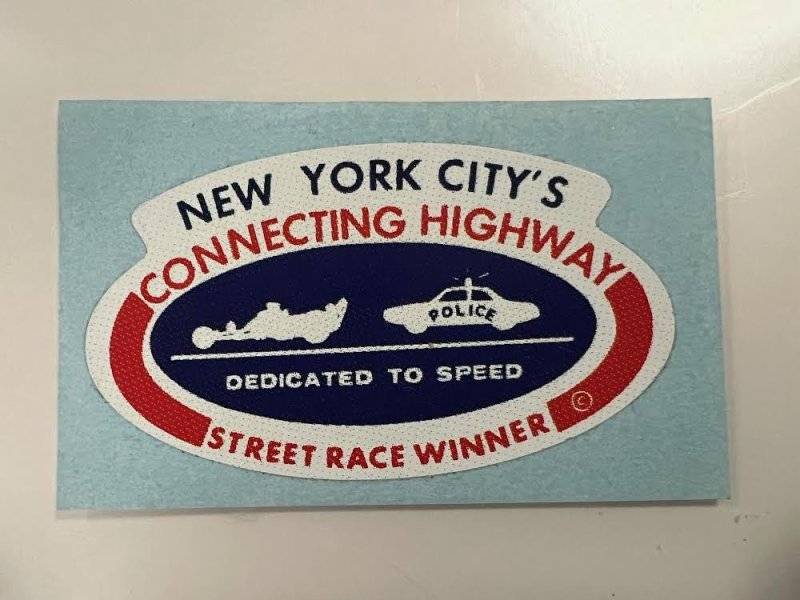 NEW YORK CITY'S
CONNECTING HIGHWAY
POLICE
DEDICATED TO SPEED
©
STREET RACE WINNER